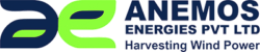 ANEMOS
ENERGIES PVT LTD
Harvesting Wind Power